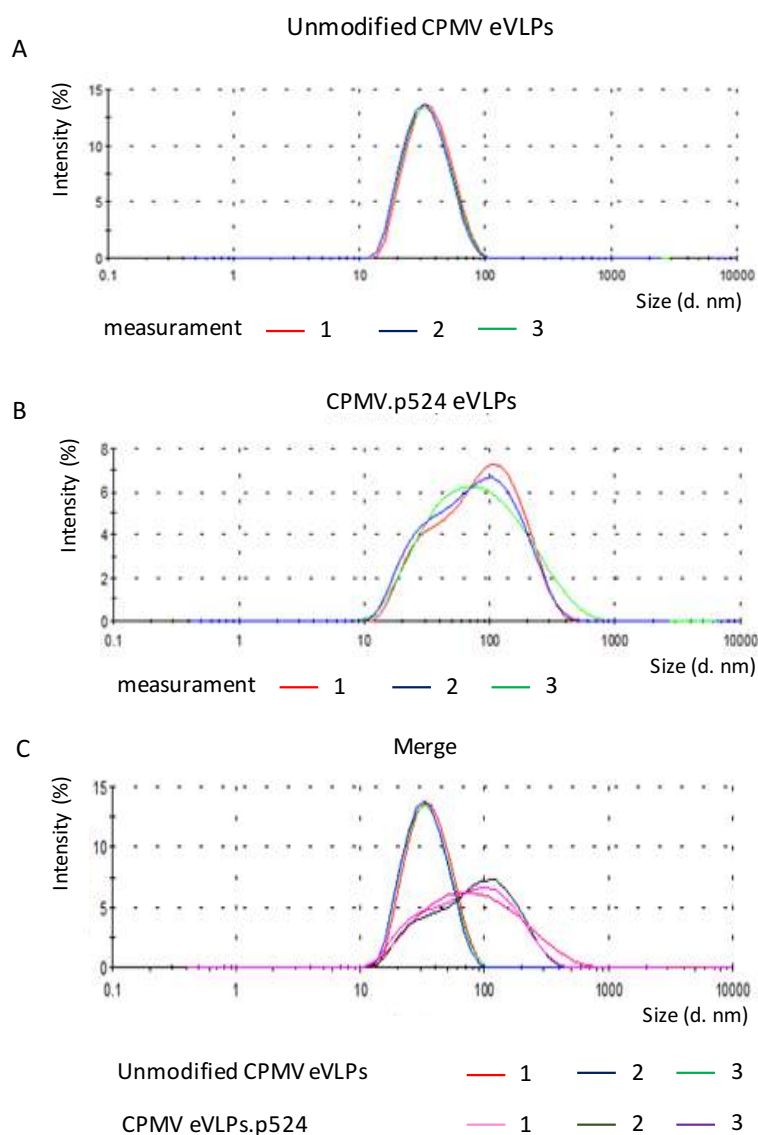 Unmodified CPMV eVLPs
A
Intensity (%)
15
10
5
0
0.1 1 10 100 1000 10000
Size (d. nm)
measurament 1 2 3
B
CPMV.p524 eVLPs
Intensity (%)
8
6
4
2
0
0.1 1 10 100 1000 10000
Size (d. nm)
measurament 1 2 3
C
Merge
Intensity (%)
15
10
5
0
0.1 1 10 100 1000 10000
Size (d. nm)
Unmodified CPMV eVLPs 1 2 3
CPMV eVLPs.p524 1 2 3